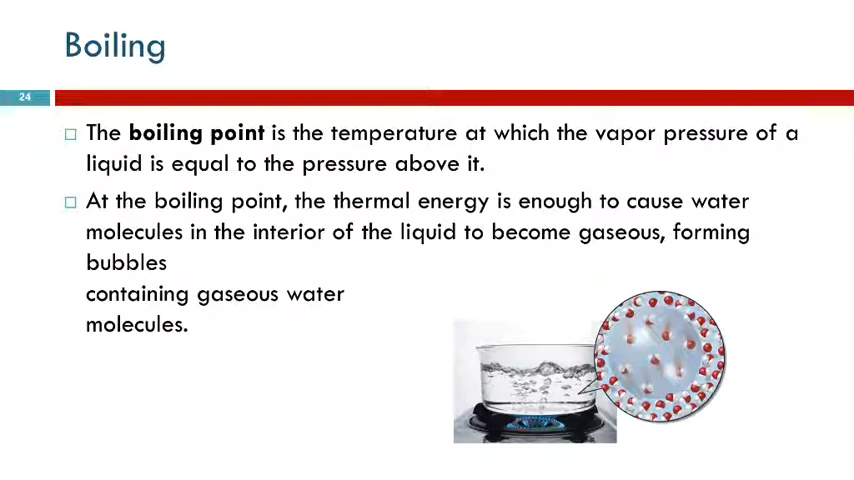 Boiling
24
The boiling point is the temperature at which the vapor pressure of a
liquid is equal to the pressure above it.
At the boiling point, the thermal energy is enough to cause water
molecules in the interior of the liquid to become gaseous, forming
bubbles
containing gaseous water
molecules.